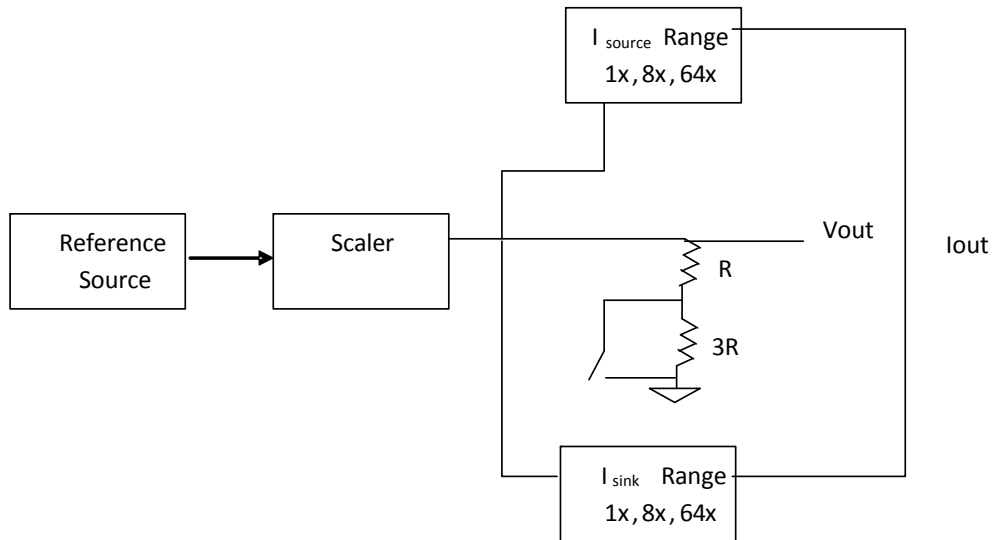 I source Range
1x, 8x, 64x
Reference
Source
Scaler
Vout
Iout
R
3R
I sink Range
1x, 8x, 64x